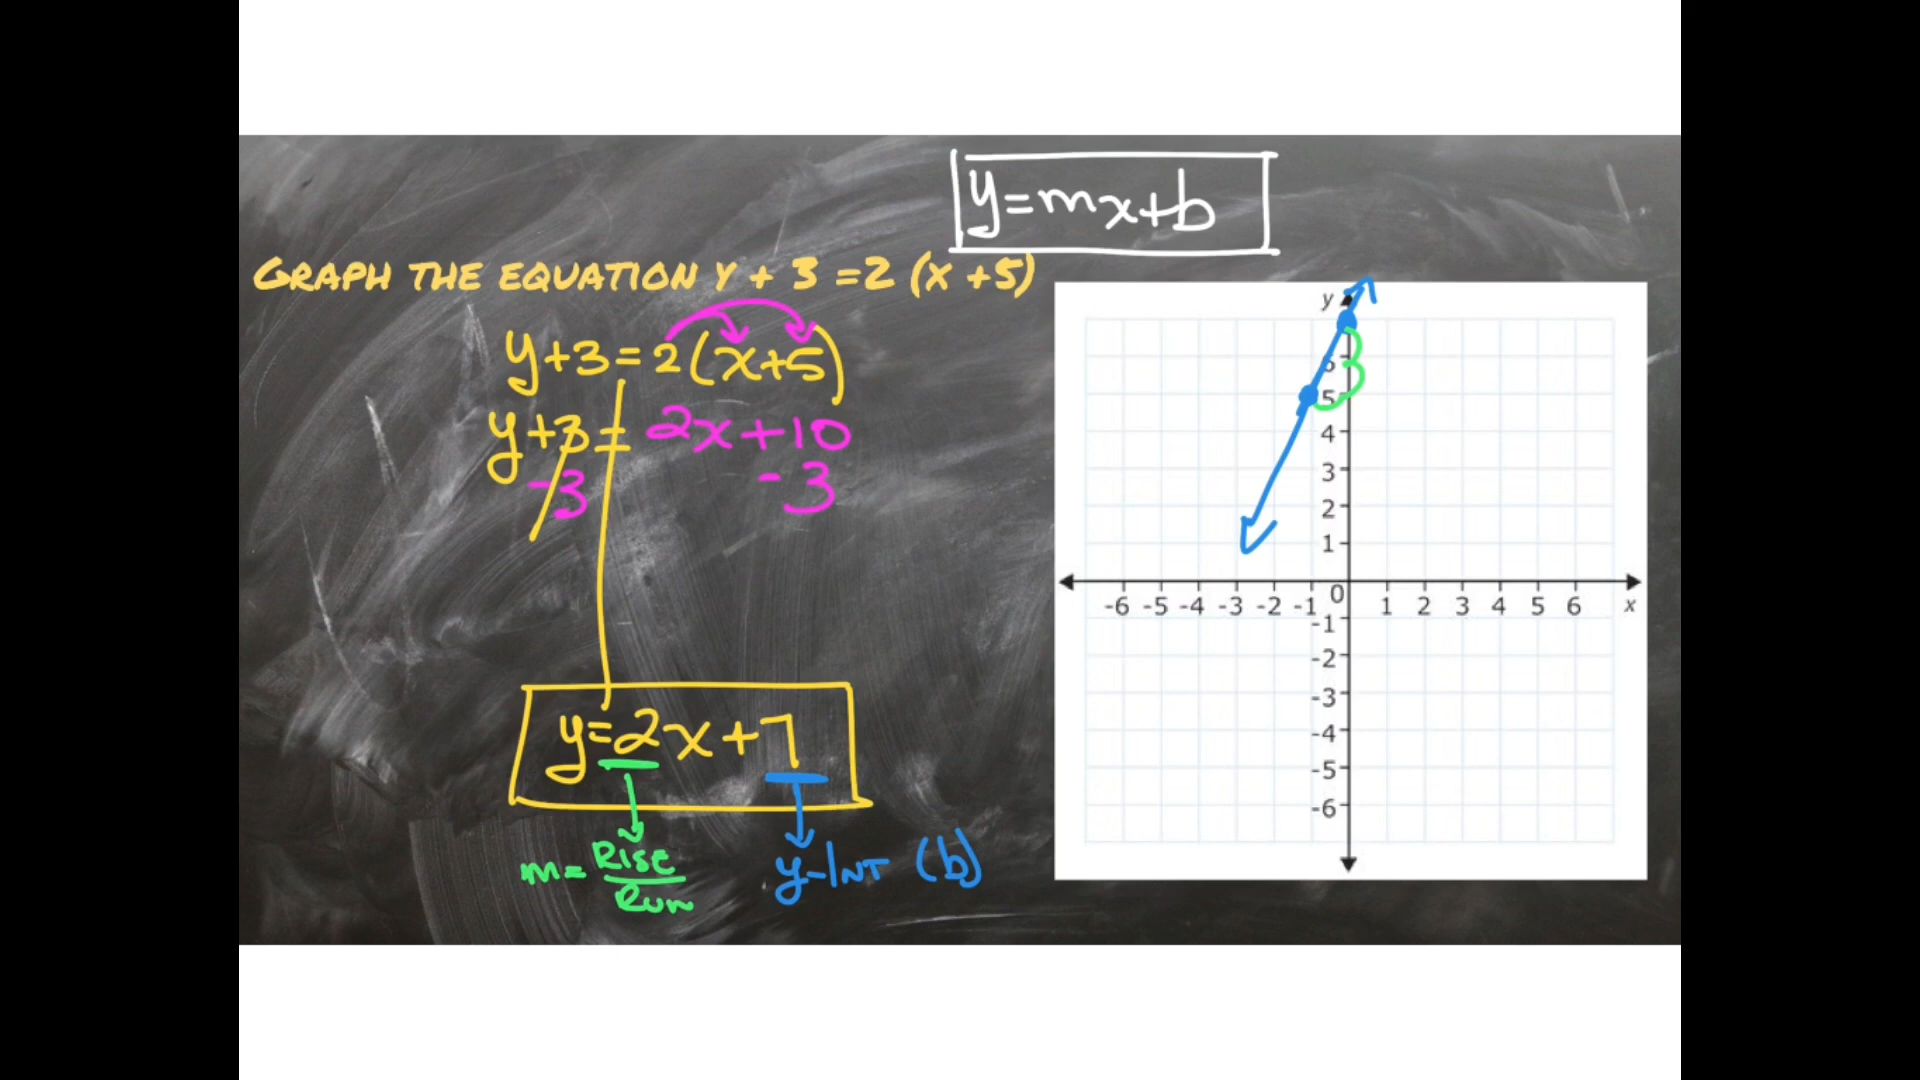 y=mx+b
GRAPH THE EQUATION Y + 3 =2 (X +5)
y+3=2(x+5)
y+3=2x+10
-3 -3
y=2x+7
m=Rise
Run
y-INT (b)
y
6
5
4
3
2
1
-6 -5 -4 -3 -2 -1 0 1 2 3 4 5 6 x
-1
-2
-3
-4
-5
-6